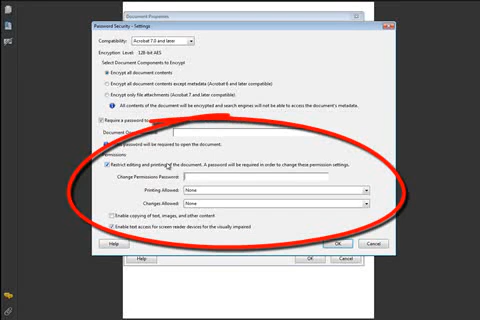 Document Properties
Password Security - Settings
Compatibility: Acrobat 7.0 and later
Encryption Level: 128-bit AES
Select Document Components to Encrypt
Encrypt all document contents
Encrypt all document contents except metadata (Acrobat 6 and later compatible)
Encrypt only file attachments (Acrobat 7 and later compatible)
All contents of the document will be encrypted and search engines will not be able to access the document's metadata.
Require a password to
Document O
password will be required to open the document.
Restrict editing and printing of the document. A password will be required in order to change these permission settings.
Change Permissions Password:
Printing Allowed: None
Changes Allowed: None
Enable copying of text, images, and other content
Enable text access for screen reader devices for the visually impaired
Help OK Cancel
Help OK Cancel